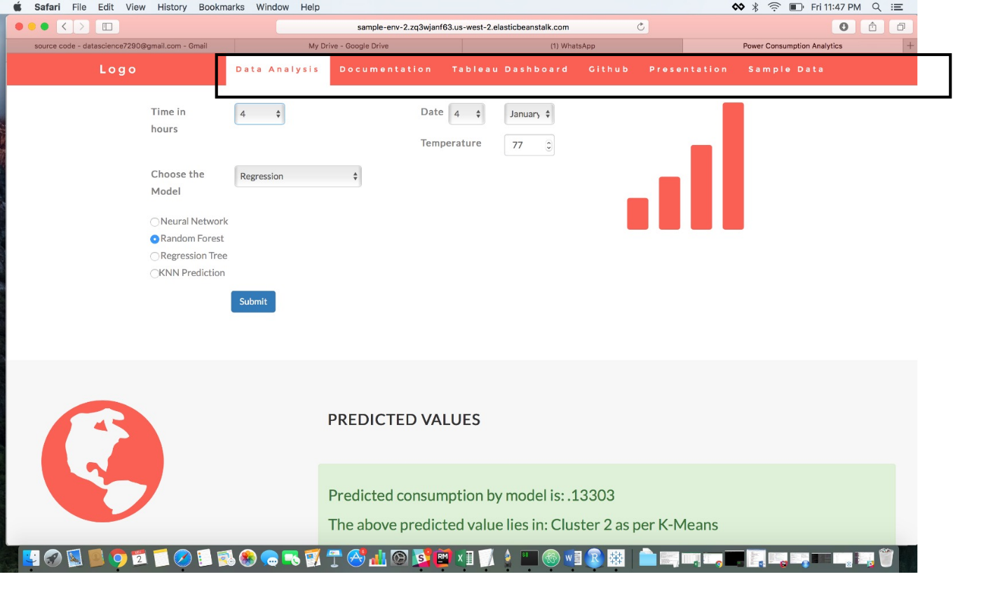 Safari File Edit View History Bookmarks Window Help Fri 11:47 PM
sample-env-2.zq3wjanf63.us-west-2.elasticbeanstalk.com
source code - datascience7290@gmail.com - Gmail My Drive - Google Drive (1) WhatsApp Power Consumption Analytics +
Logo Data Analysis Documentation Tableau Dashboard Github Presentation Sample Data
Time in
hours
4
Date 4 January
Temperature 77
Choose the
Model
Regression
Neural Network
Random Forest
Regression Tree
KNN Prediction
Submit
PREDICTED VALUES
Predicted consumption by model is: .13303
The above predicted value lies in: Cluster 2 as per K-Means
2 S RM X W R